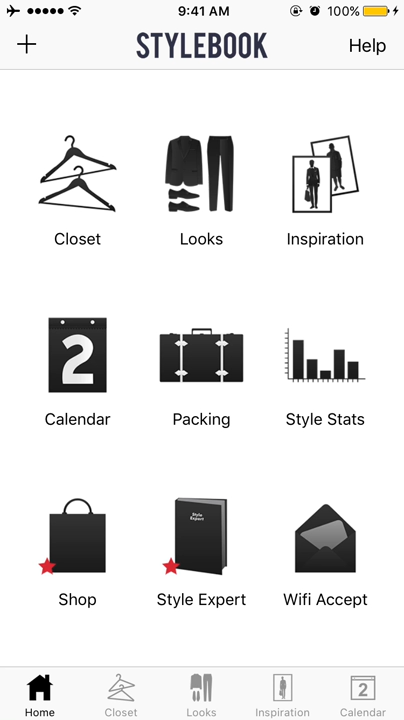 9:41 AM
100%
STYLEBOOK
Help
Closet
Looks
Inspiration
2
Calendar
Packing
Style Stats
Style
Expert
Shop
Style Expert
Wifi Accept
2
Home
Closet
Looks
Inspiration
Calendar